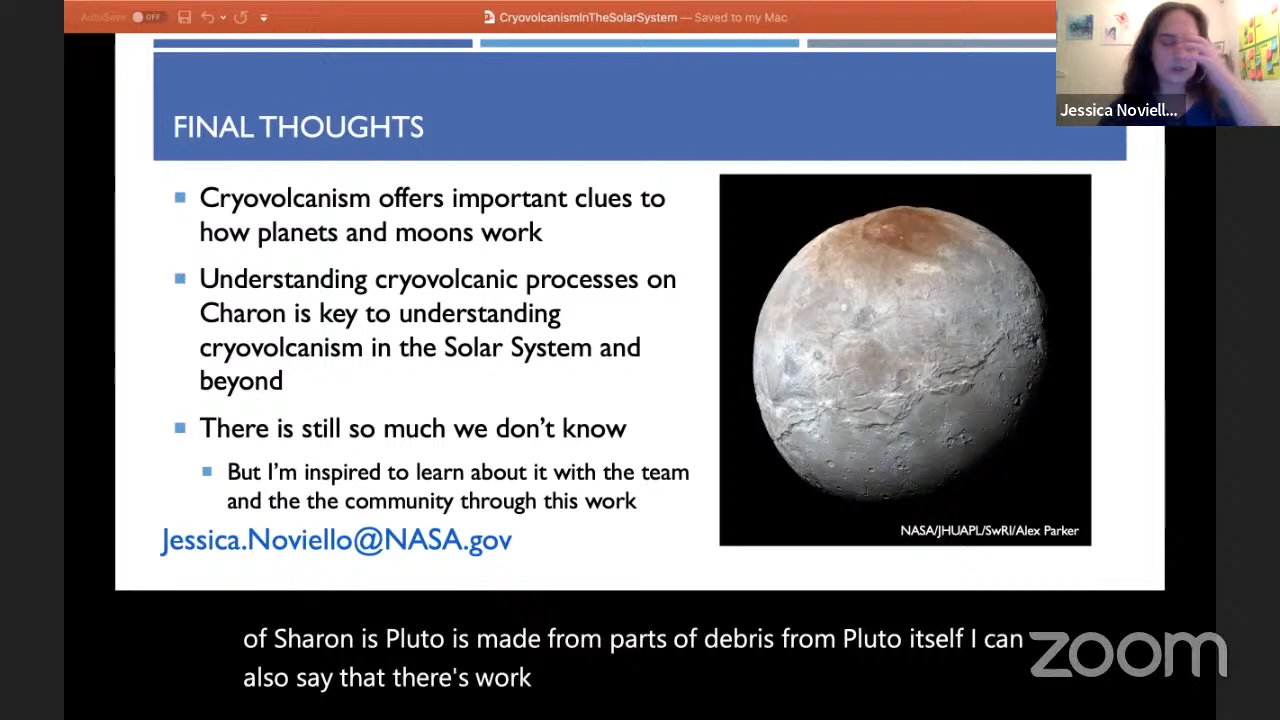 AutoSave OFF
CryovolcanismInTheSolarSystem — Saved to my Mac
Jessica Noviell...
FINAL THOUGHTS
Cryovolcanism offers important clues to
how planets and moons work
Understanding cryovolcanic processes on
Charon is key to understanding
cryovolcanism in the Solar System and
beyond
There is still so much we don't know
But I'm inspired to learn about it with the team
and the the community through this work
Jessica.Noviello@NASA.gov
NASA/JHUAPL/SwRI/Alex Parker
of Sharon is Pluto is made from parts of debris from Pluto itself I can
also say that there's work
zoom